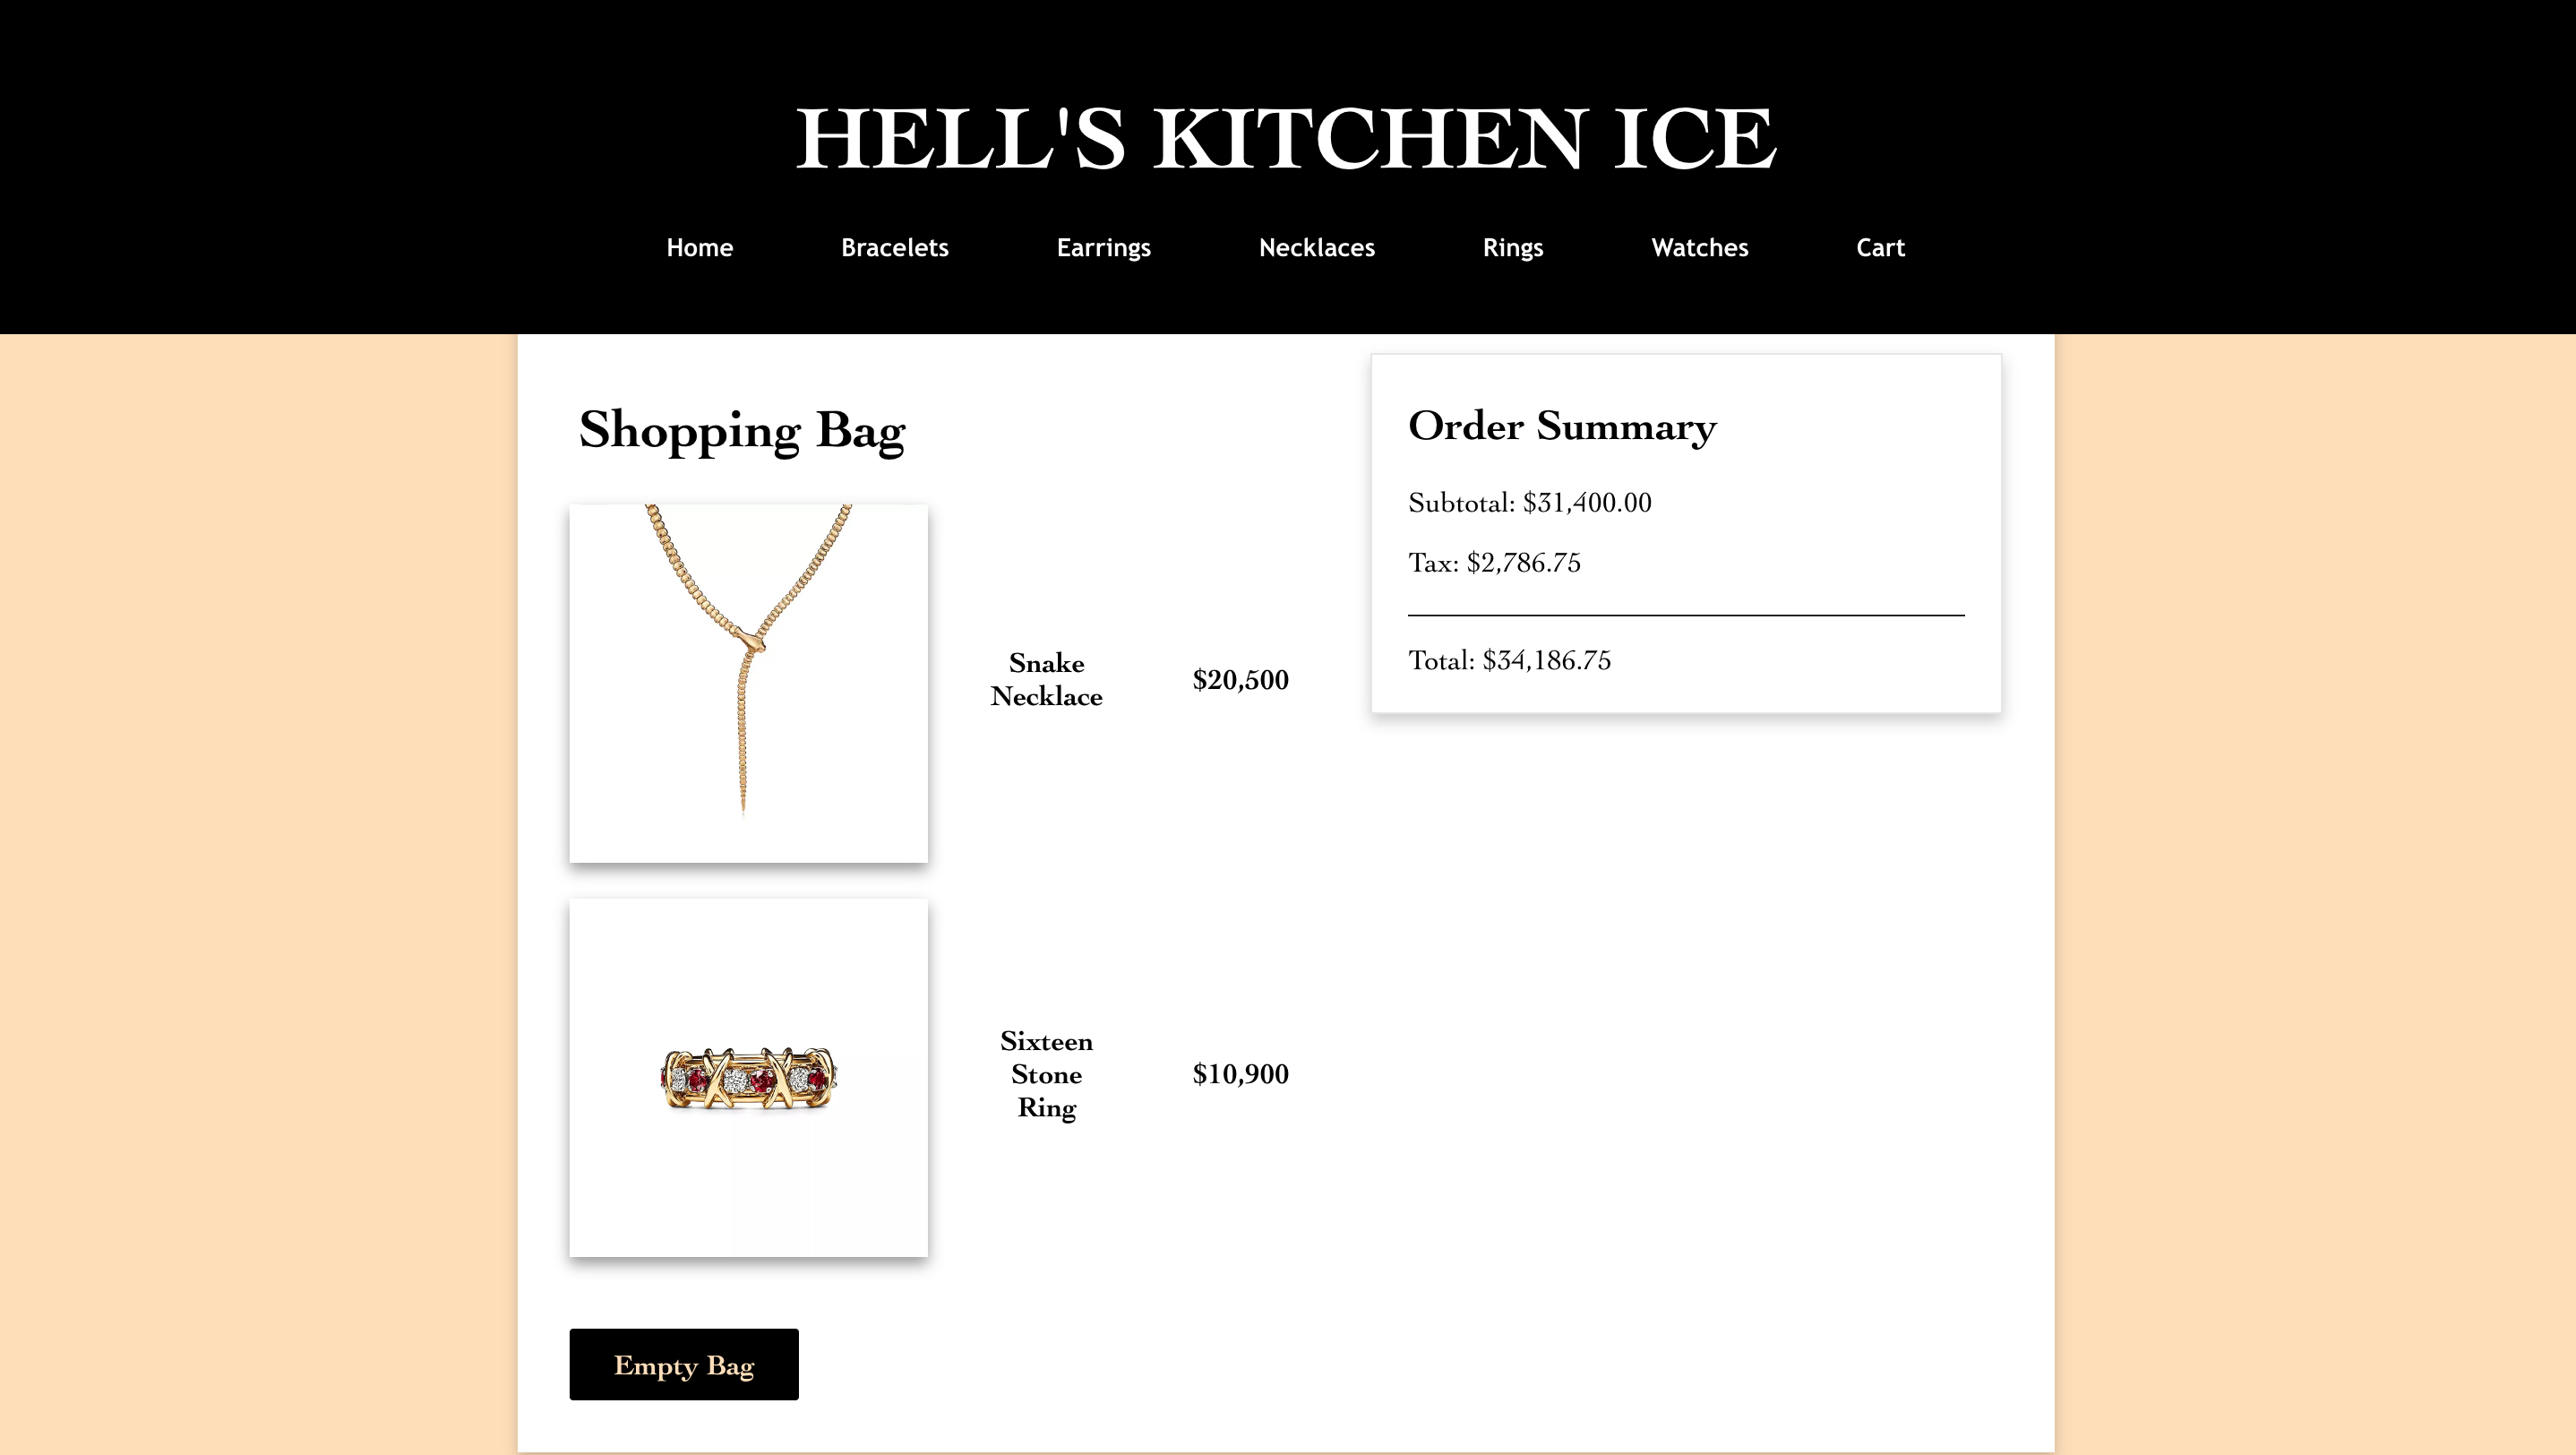 HELL'S KITCHEN ICE
Home Bracelets Earrings Necklaces Rings Watches Cart
Shopping Bag
Snake
Necklace
$20,500
Sixteen
Stone
Ring
$10,900
Empty Bag
Order Summary
Subtotal: $31,400.00
Tax: $2,786.75
Total: $34,186.75